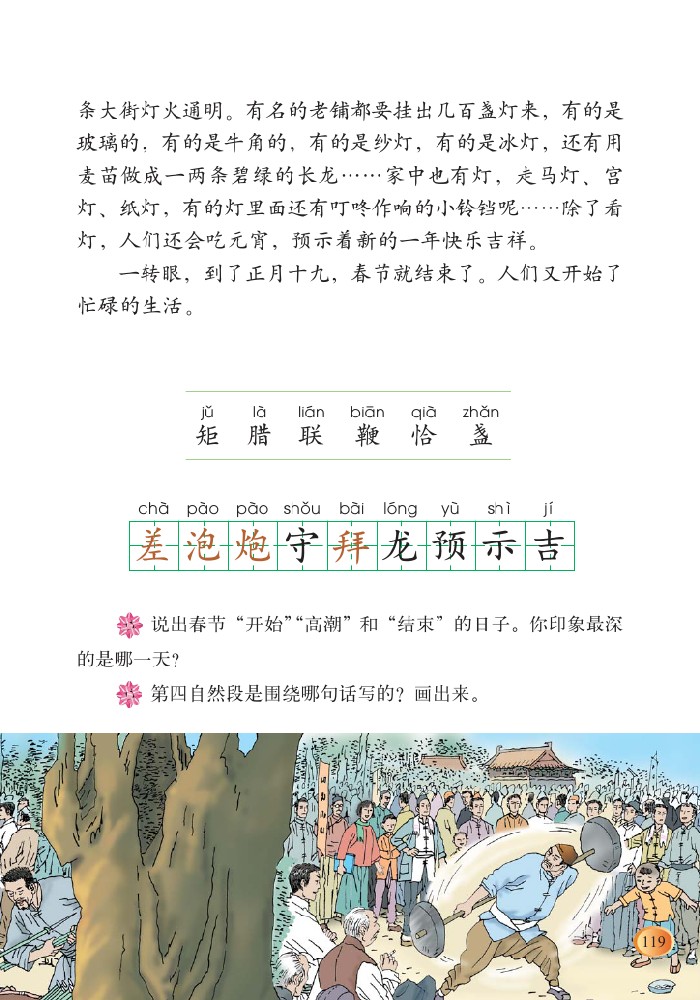 条大街灯火通明。有名的老铺都要挂出几百盏灯来，有的是
玻璃的，有的是牛角的，有的是纱灯，有的是冰灯，还有用
麦苗做成一两条碧绿的长龙……家中也有灯，走马灯、宫
灯、纸灯，有的灯里面还有叮咚作响的小铃铛呢……除了看
灯，人们还会吃元宵，预示着新的一年快乐吉祥。
一转眼，到了正月十九，春节就结束了。人们又开始了
忙碌的生活。
jǔ là lián biān qià zhǎn
矩 腊 联 鞭 恰 盏
chà pào pào shǒu bài lóng yù shì jí
差 泡 炮 守 拜 龙 预 示 吉
说出春节“开始”“高潮”和“结束”的日子。你印象最深
的是哪一天？
第四自然段是围绕哪句话写的？画出来。
119